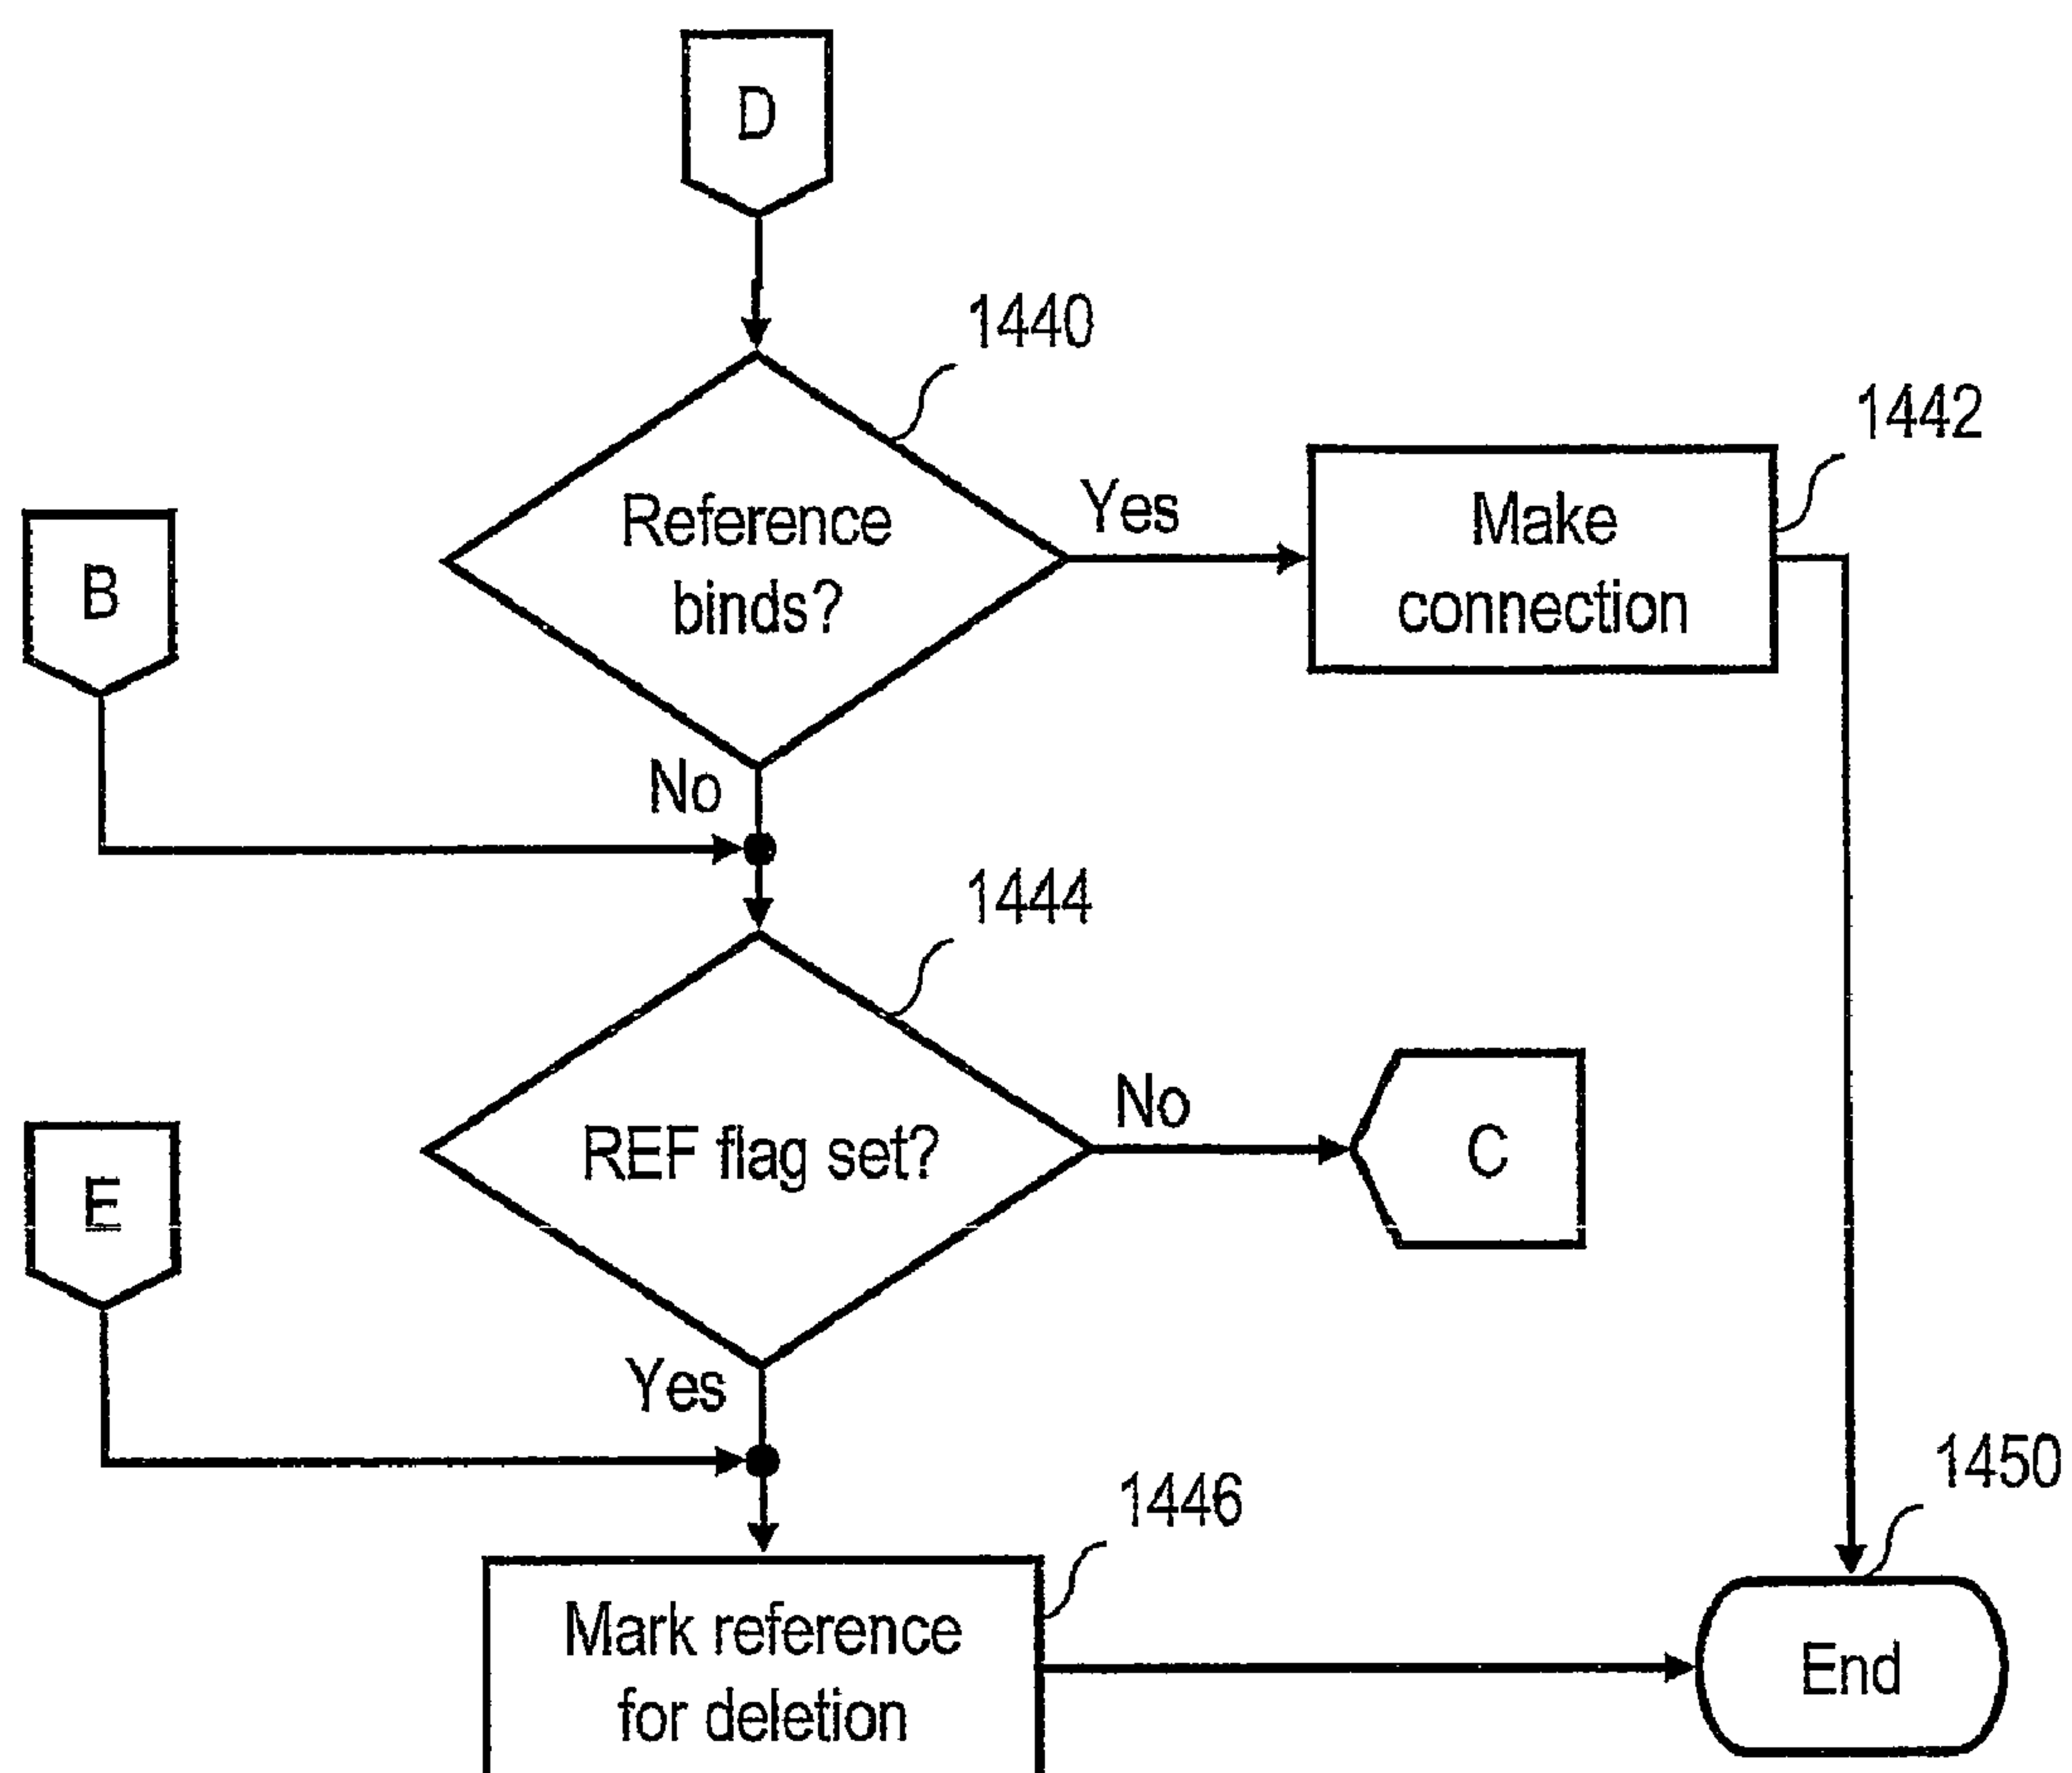 D
1440
Reference
binds?
Yes
1442
Make
connection
B
No
1444
REF flag set?
No
C
E
Yes
1446
Mark reference
for deletion
1450
End